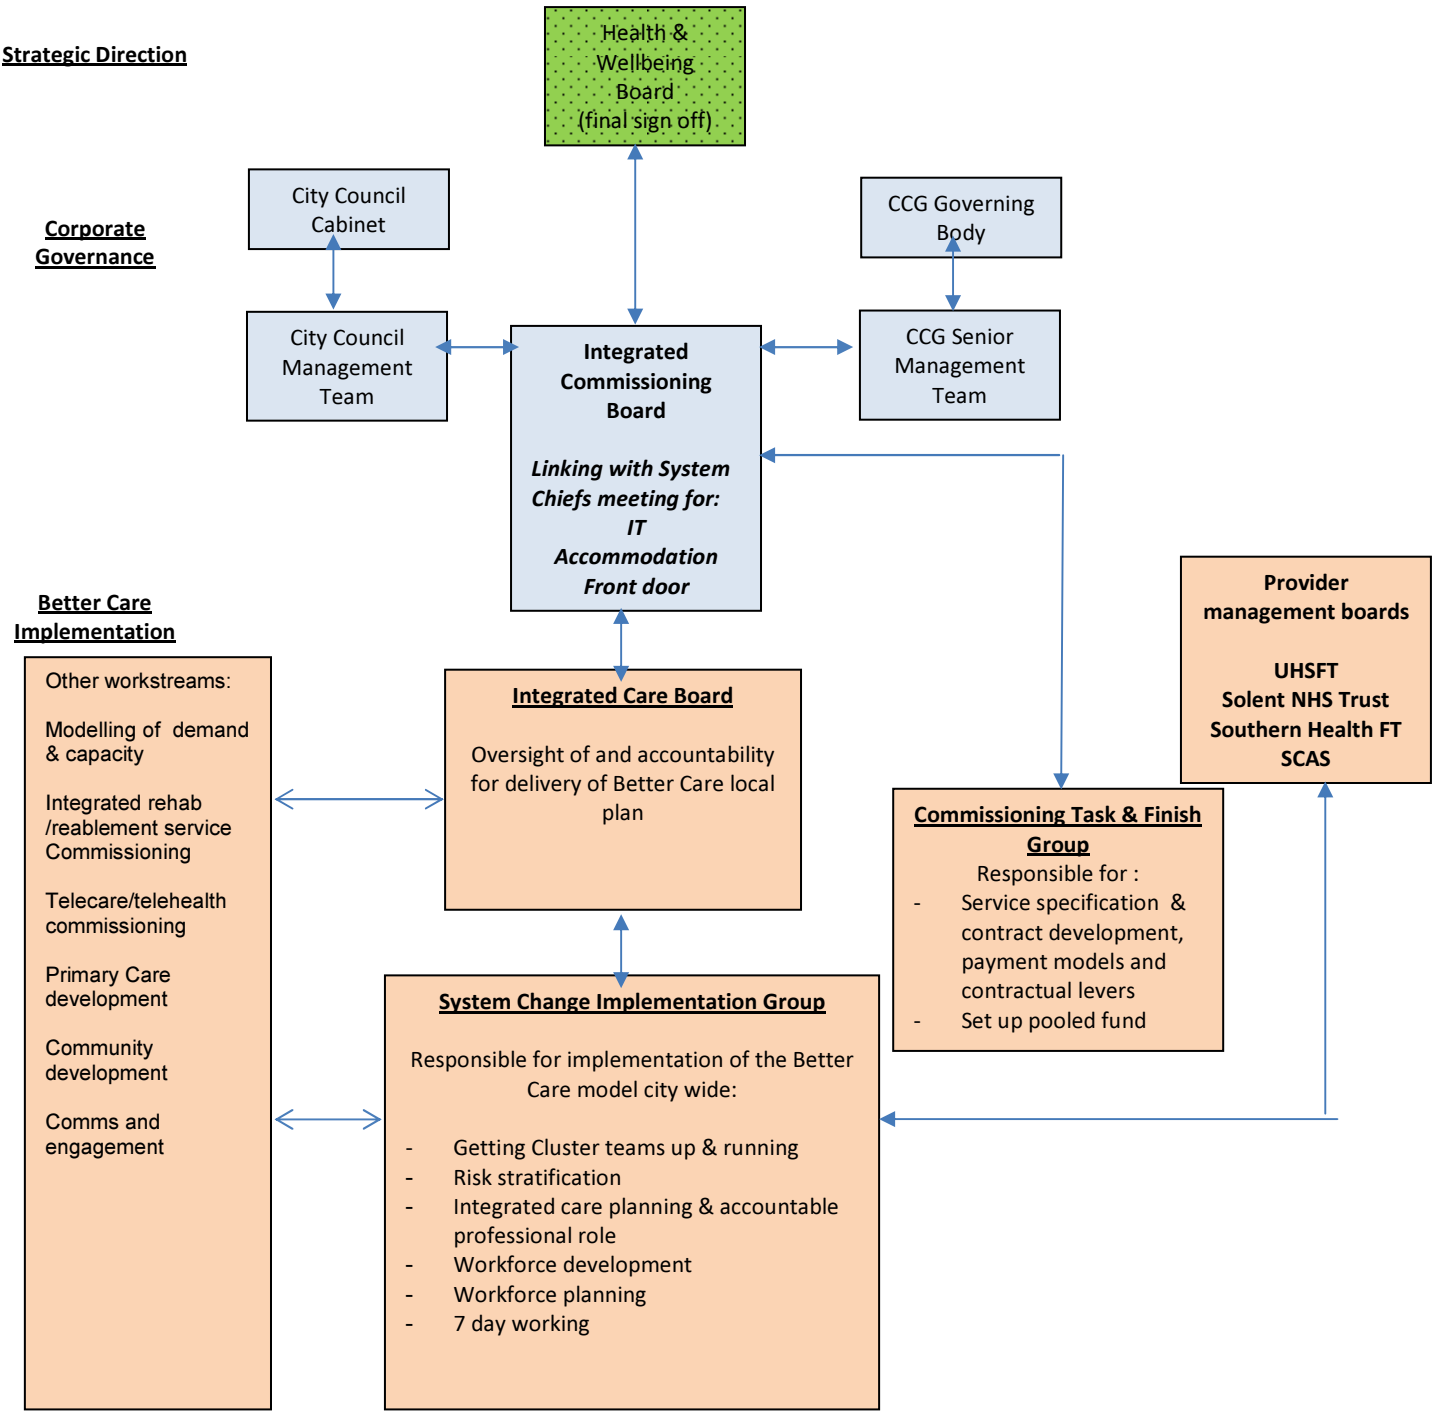 Strategic Direction
Health &
Wellbeing
Board
(final sign off)
Corporate
Governance
City Council
Cabinet
CCG Governing
Body
City Council
Management
Team
Integrated
Commissioning
Board
Linking with System
Chiefs meeting for:
IT
Accommodation
Front door
CCG Senior
Management
Team
Better Care
Implementation
Other workstreams:
Modelling of demand
& capacity
Integrated rehab
/reablement service
Commissioning
Telecare/telehealth
commissioning
Primary Care
development
Community
development
Comms and
engagement
Integrated Care Board
Oversight of and accountability
for delivery of Better Care local
plan
Provider
management boards
UHSFT
Solent NHS Trust
Southern Health FT
SCAS
Commissioning Task & Finish
Group
Responsible for :
- Service specification &
contract development,
payment models and
contractual levers
- Set up pooled fund
System Change Implementation Group
Responsible for implementation of the Better
Care model city wide:
- Getting Cluster teams up & running
- Risk stratification
- Integrated care planning & accountable
professional role
- Workforce development
- Workforce planning
- 7 day working